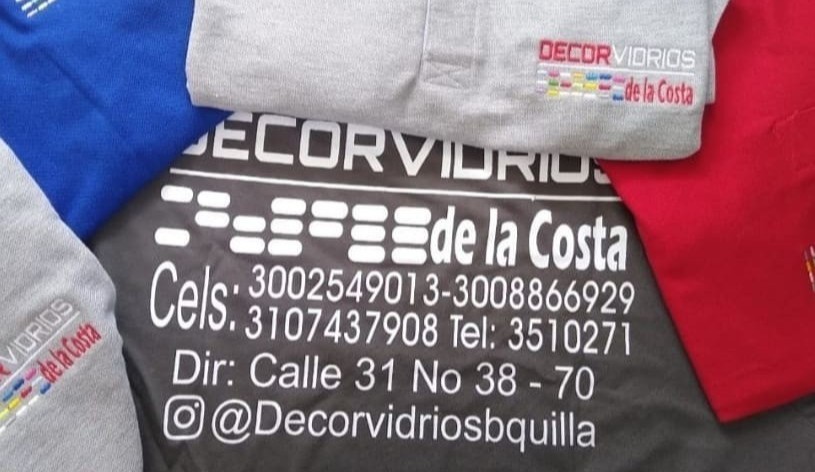 DECORVIDRIOS
de la Costa
DECORVIDRIOS
de la Costa
Cels: 3002549013-3008866929
3107437908 Tel: 3510271
Dir: Calle 31 No 38 - 70
@Decorvidriosbquilla
VIDRIOS
de la Costa